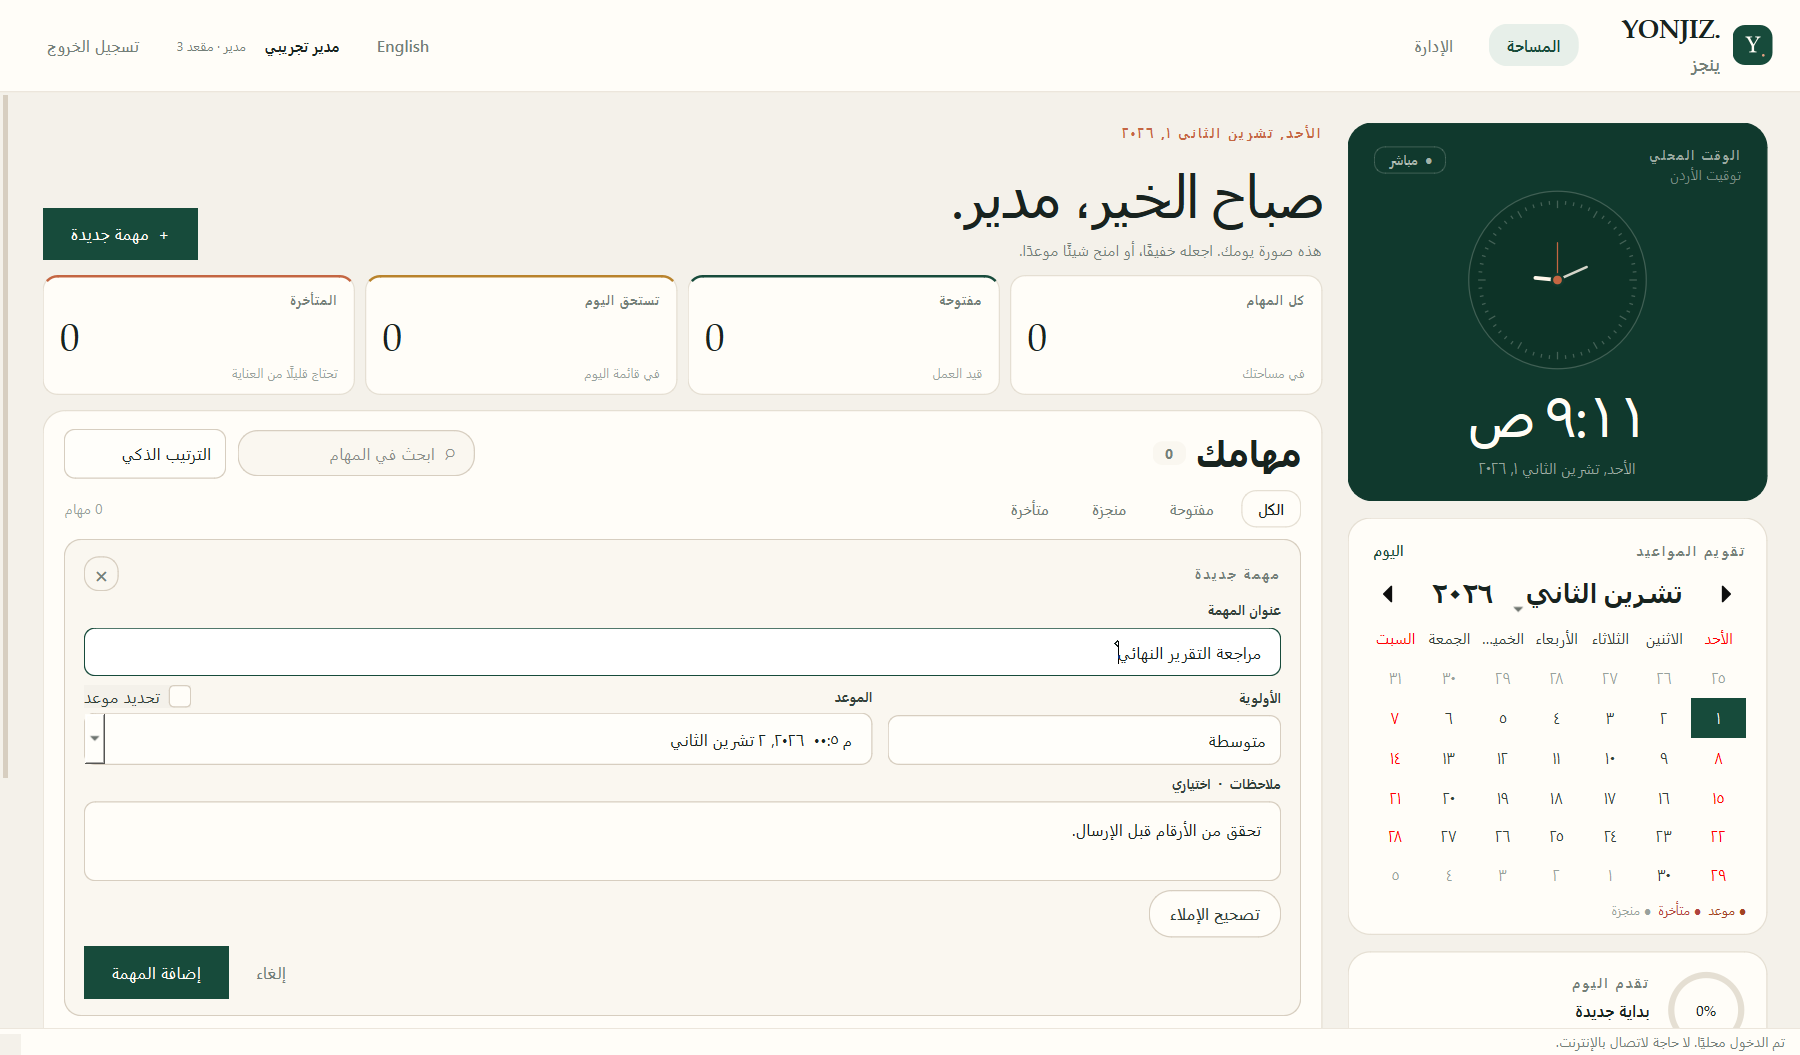 YONJIZ.
ينجز
المساحة
الإدارة
English
مدير تجريبي
مدير · مقعد 3
تسجيل الخروج
الوقت المحلي
توقيت الأردن
● مباشر
٩:١١ ص
الأحد, تشرين الثاني ١, ٢٠٢٦
تقويم المواعيد
اليوم
تشرين الثاني ٢٠٢٦
الأحد الاثنين الثلاثاء الأربعاء الخميـ... الجمعة السبت
٢٥ ٢٦ ٢٧ ٢٨ ٢٩ ٣٠ ٣١
١ ٢ ٣ ٤ ٥ ٦ ٧
٨ ٩ ١٠ ١١ ١٢ ١٣ ١٤
١٥ ١٦ ١٧ ١٨ ١٩ ٢٠ ٢١
٢٢ ٢٣ ٢٤ ٢٥ ٢٦ ٢٧ ٢٨
٢٩ ٣٠ ١ ٢ ٣ ٤ ٥
● موعد ● متأخرة ● منجزة
تقدم اليوم
بداية جديدة
0%
الأحد, تشرين الثاني ١, ٢٠٢٦
صباح الخير، مدير.
هذه صورة يومك. اجعله خفيفًا، أو امنح شيئًا موعدًا.
+ مهمة جديدة
كل المهام
0
في مساحتك
مفتوحة
0
قيد العمل
تستحق اليوم
0
في قائمة اليوم
المتأخرة
0
تحتاج قليلًا من العناية
مهامك 0
ابحث في المهام
الترتيب الذكي
الكل
مفتوحة
منجزة
متأخرة
0 مهام
مهمة جديدة
×
عنوان المهمة
مراجعة التقرير النهائي
الأولوية
متوسطة
الموعد
تحديد موعد
م ٥:٠٠ ٢٠٢٦, ٢ تشرين الثاني
ملاحظات · اختياري
تحقق من الأرقام قبل الإرسال.
تصحيح الإملاء
إلغاء
إضافة المهمة
تم الدخول محليًا. لا حاجة لاتصال بالإنترنت.
Y.